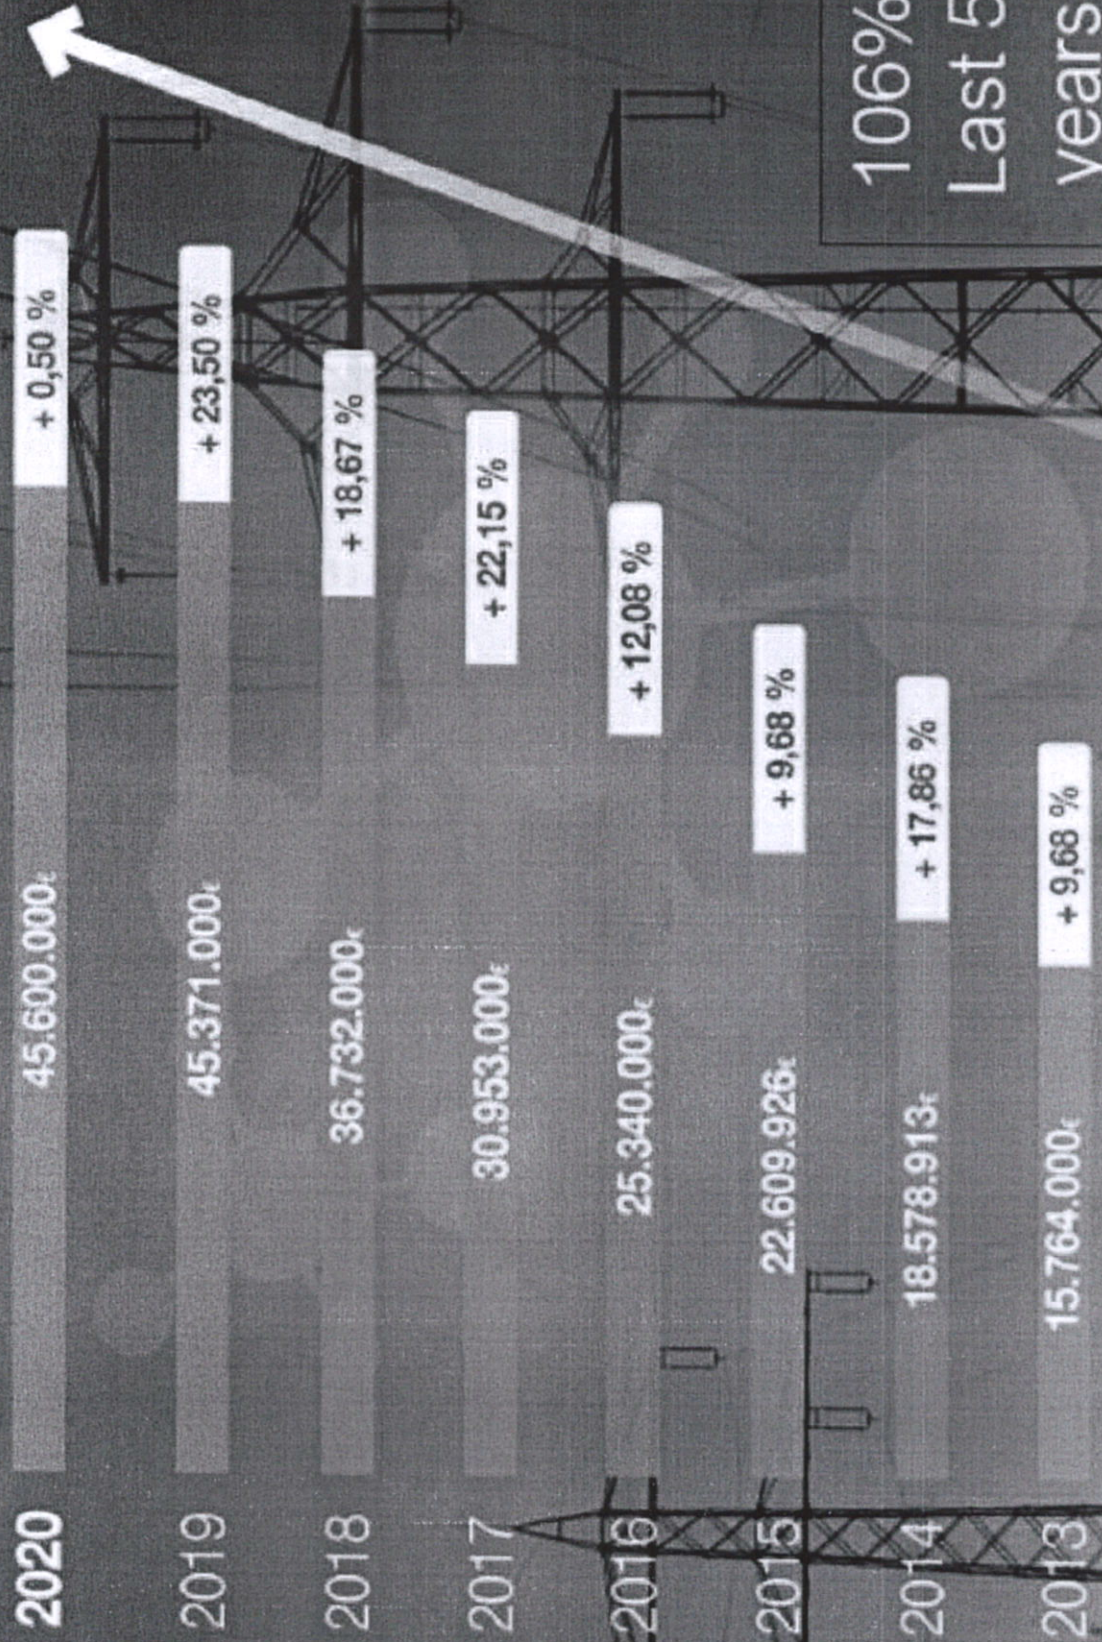 2020 45.600.000€ + 0,50 %
2019 45.371.000€ + 23,50 %
2018 36.732.000€ + 18,67 %
2017 30.953.000€ + 22,15 %
2016 25.340.000€ + 12,08 %
2015 22.609.926€ + 9,68 %
2014 18.578.913€ + 17,86 %
2013 15.764.000€ + 9,68 %
106%
Last 5
years